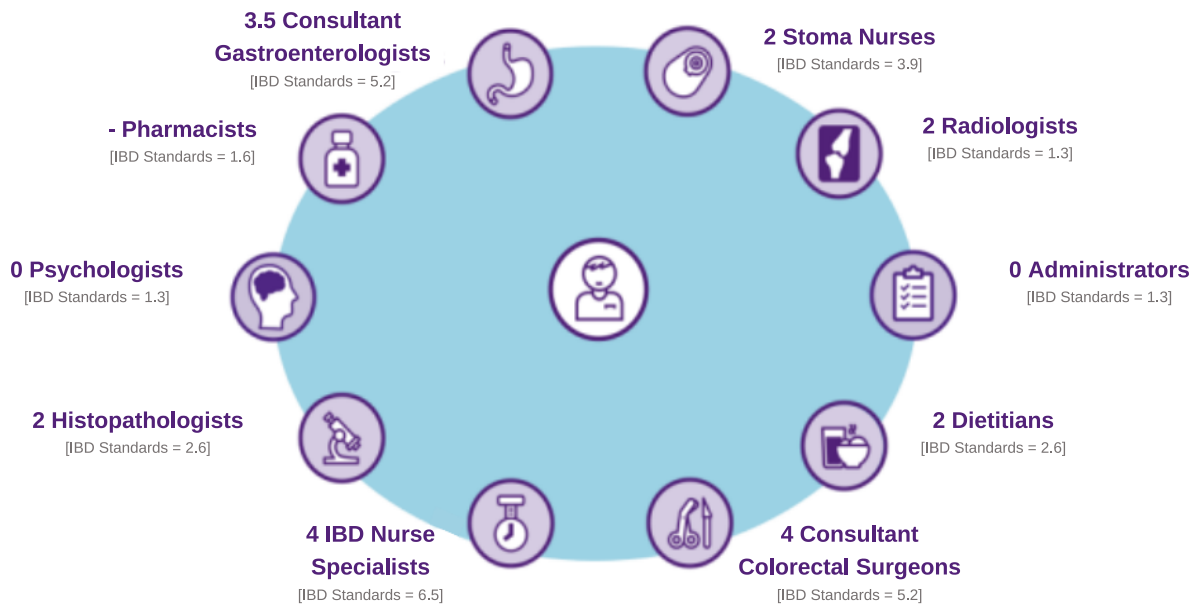 3.5 Consultant
Gastroenterologists
[IBD Standards = 5.2]
2 Stoma Nurses
[IBD Standards = 3.9]
- Pharmacists
[IBD Standards = 1.6]
2 Radiologists
[IBD Standards = 1.3]
0 Psychologists
[IBD Standards = 1.3]
0 Administrators
[IBD Standards = 1.3]
2 Histopathologists
[IBD Standards = 2.6]
2 Dietitians
[IBD Standards = 2.6]
4 IBD Nurse
Specialists
[IBD Standards = 6.5]
4 Consultant
Colorectal Surgeons
[IBD Standards = 5.2]